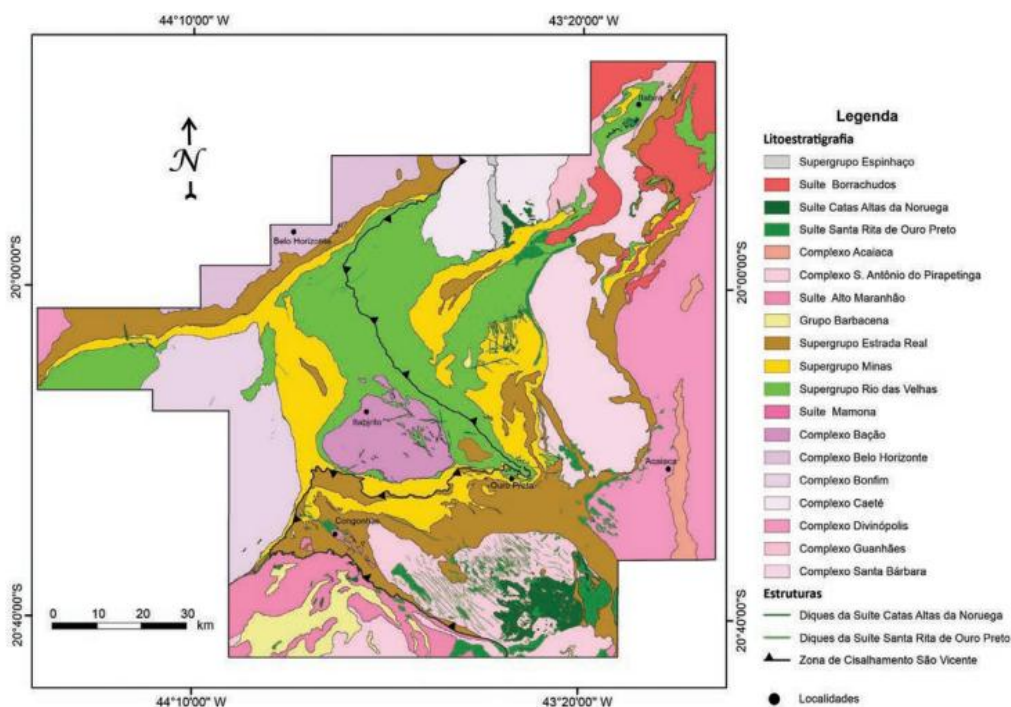 44°10'00" W
43°20'00" W
N
Itabira
Belo Horizonte
20°00'00"S
20°00'00"S
Itabirito
Acaiaca
Ouro Preto
Congonhas
20°40'00"S
20°40'00"S
0 10 20 30
km
44°10'00" W
43°20'00" W
Legenda
Litoestratigrafia
Supergrupo Espinhaço
Suíte Borrachudos
Suíte Catas Altas da Noruega
Suíte Santa Rita de Ouro Preto
Complexo Acaiaca
Complexo S. Antônio do Pirapetinga
Suíte Alto Maranhão
Grupo Barbacena
Supergrupo Estrada Real
Supergrupo Minas
Supergrupo Rio das Velhas
Suíte Mamona
Complexo Bação
Complexo Belo Horizonte
Complexo Bonfim
Complexo Caeté
Complexo Divinópolis
Complexo Guanhães
Complexo Santa Bárbara
Estruturas
Diques da Suíte Catas Altas da Noruega
Diques da Suíte Santa Rita de Ouro Preto
Zona de Cisalhamento São Vicente
Localidades